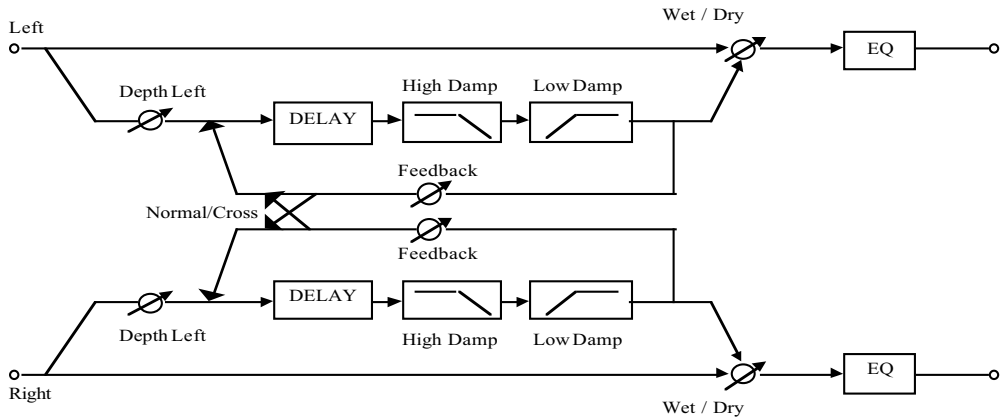 Wet / Dry
Left
EQ
Depth Left
High Damp
Low Damp
DELAY
Feedback
Normal/Cross
Feedback
DELAY
Depth Left
High Damp
Low Damp
EQ
Right
Wet / Dry